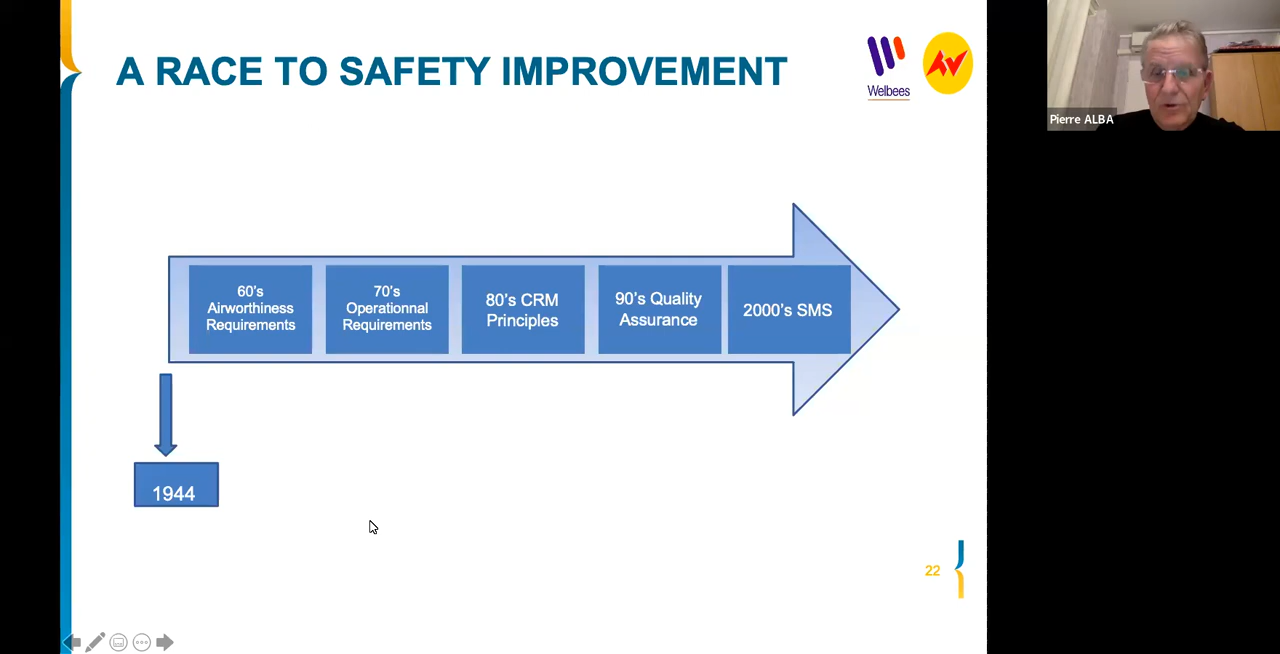 A RACE TO SAFETY IMPROVEMENT
Welbees
Pierre ALBA
60's
Airworthiness
Requirements
70's
Operationnal
Requirements
80's CRM
Principles
90's Quality
Assurance
2000's SMS
1944
22